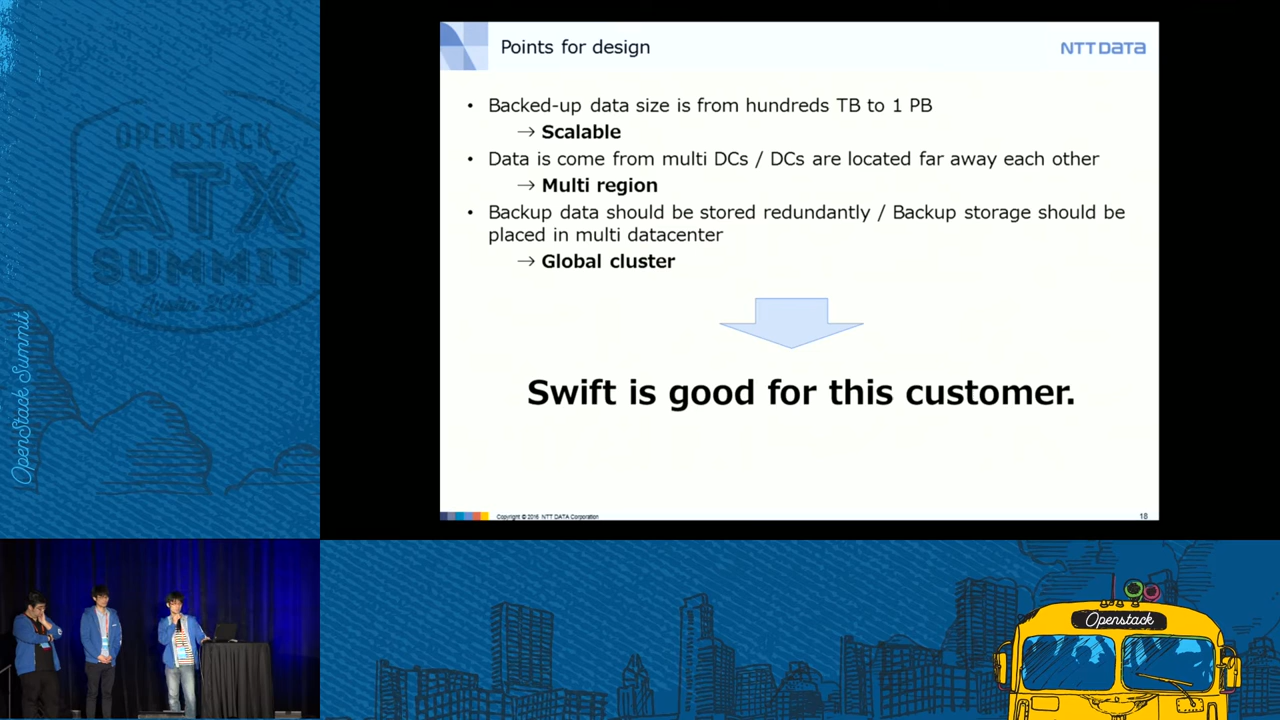 Points for design
NTT DATA
• Backed-up data size is from hundreds TB to 1 PB
→ Scalable
• Data is come from multi DCs / DCs are located far away each other
→ Multi region
• Backup data should be stored redundantly / Backup storage should be
placed in multi datacenter
→ Global cluster
Swift is good for this customer.
Copyright © 2016 NTT DATA Corporation
18
OPENSTACK
ATX
SUMMIT
Austin 2016
OpenStack Summit
Openstack